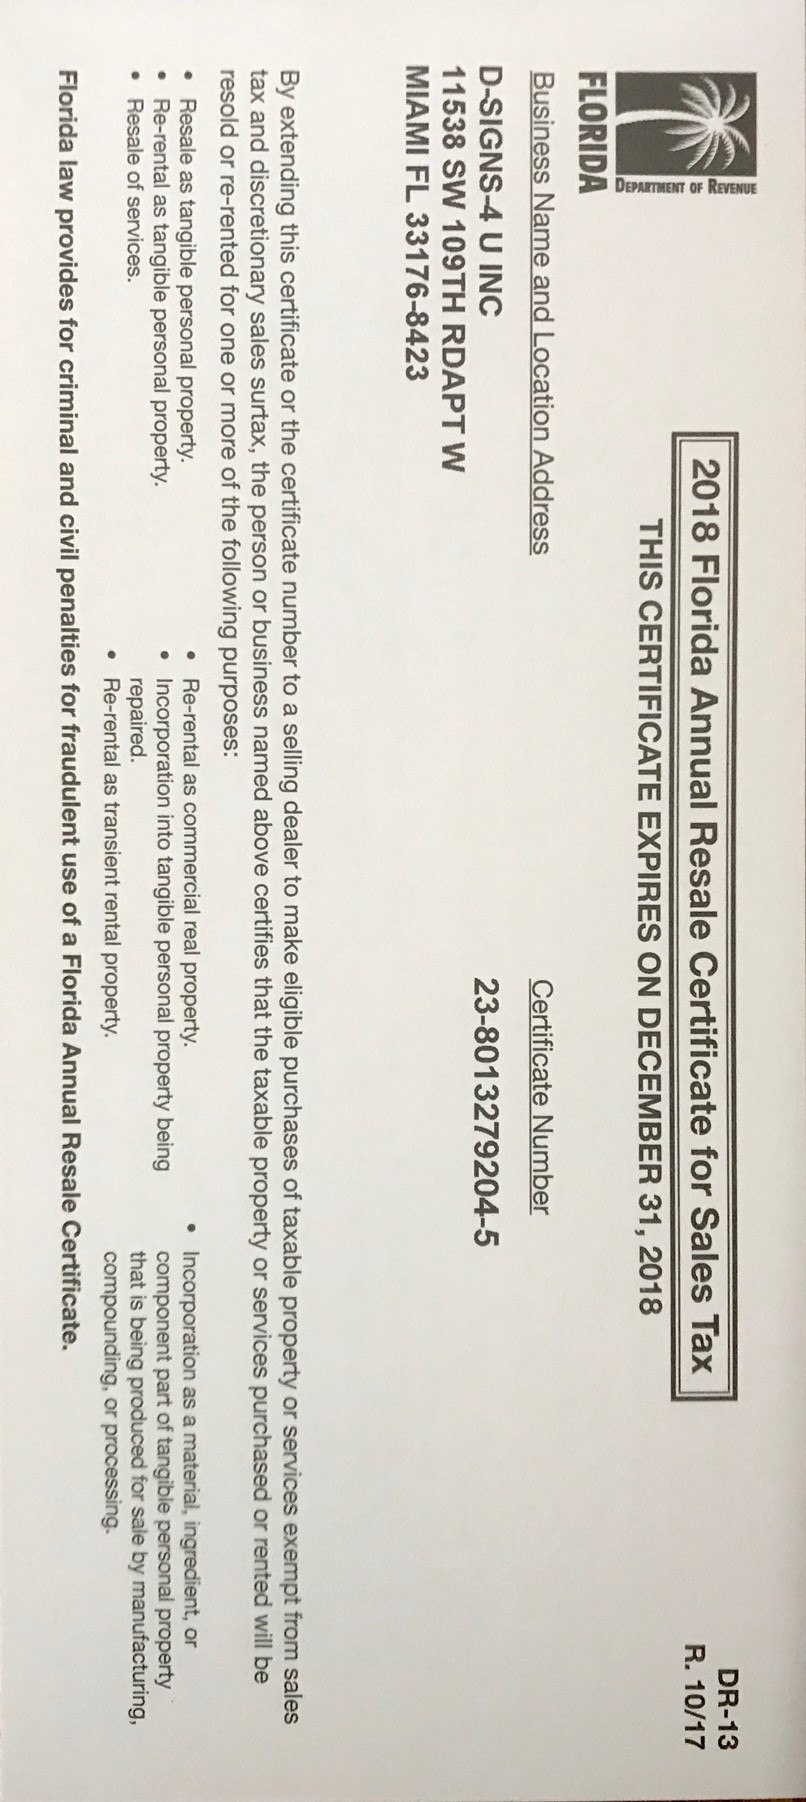 DR-13
R. 10/17
2018 Florida Annual Resale Certificate for Sales Tax
THIS CERTIFICATE EXPIRES ON DECEMBER 31, 2018
DEPARTMENT OF REVENUE
FLORIDA
Business Name and Location Address
Certificate Number
D-SIGNS-4 U INC
23-8013279204-5
11538 SW 109TH RDAPT W
MIAMI FL 33176-8423
By extending this certificate or the certificate number to a selling dealer to make eligible purchases of taxable property or services exempt from sales
tax and discretionary sales surtax, the person or business named above certifies that the taxable property or services purchased or rented will be
resold or re-rented for one or more of the following purposes:
• Resale as tangible personal property.
• Re-rental as tangible personal property.
• Resale of services.
• Re-rental as commercial real property.
• Incorporation into tangible personal property being
repaired.
• Re-rental as transient rental property.
• Incorporation as a material, ingredient, or
component part of tangible personal property
that is being produced for sale by manufacturing,
compounding, or processing.
Florida law provides for criminal and civil penalties for fraudulent use of a Florida Annual Resale Certificate.